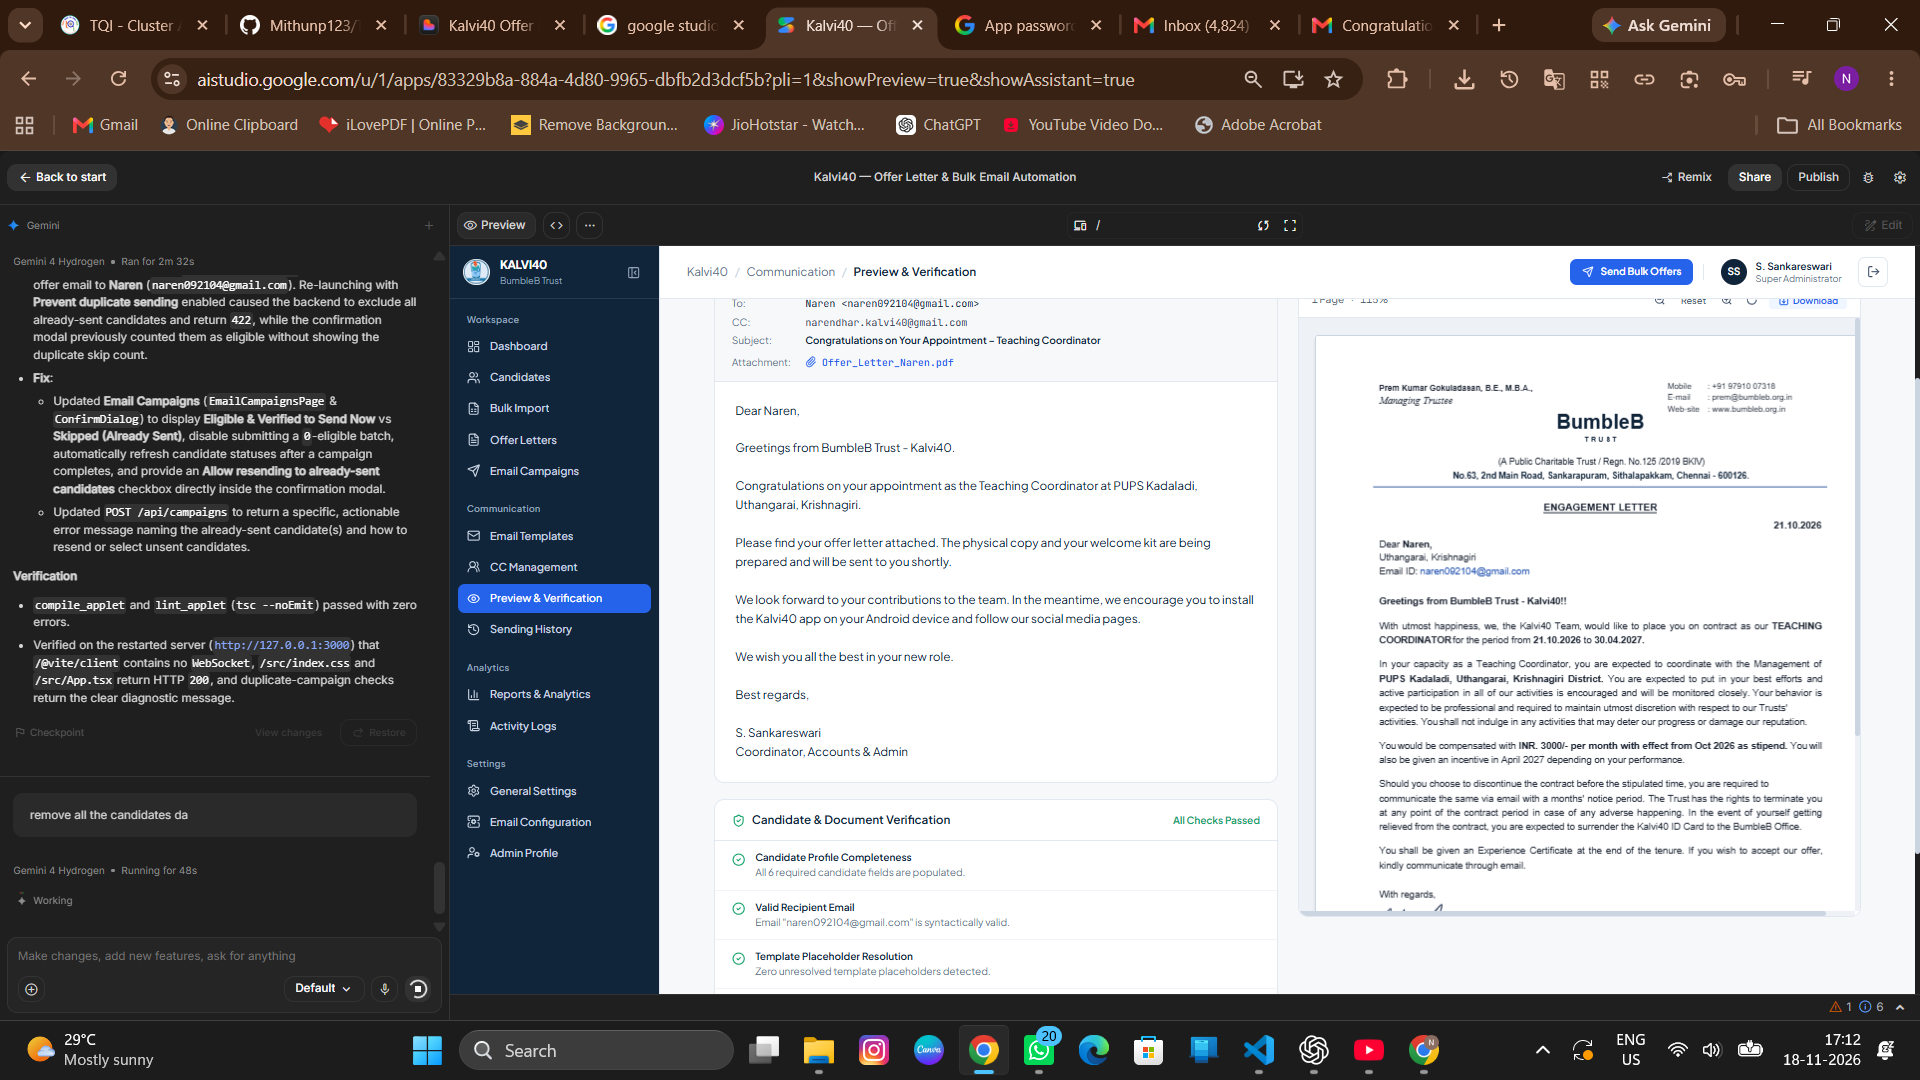 TQI - Cluster
Mithunp123/
Kalvi40 Offer
google studio
Kalvi40 — Of
App password
Inbox (4,824)
Congratulatio
Ask Gemini
aistudio.google.com/u/1/apps/83329b8a-884a-4d80-9965-dbfb2d3dcf5b?pli=1&showPreview=true&showAssistant=true
N
Gmail
Online Clipboard
iLovePDF | Online P...
Remove Backgroun...
JioHotstar - Watch...
ChatGPT
YouTube Video Do...
Adobe Acrobat
All Bookmarks
Back to start
Kalvi40 — Offer Letter & Bulk Email Automation
Remix
Share
Publish
Gemini
Preview
/
Edit
Gemini 4 Hydrogen • Ran for 2m 32s
offer email to Naren (naren092104@gmail.com). Re-launching with
Prevent duplicate sending enabled caused the backend to exclude all
already-sent candidates and return 422, while the confirmation
modal previously counted them as eligible without showing the
duplicate skip count.
Fix:
Updated Email Campaigns (EmailCampaignsPage &
ConfirmDialog) to display Eligible & Verified to Send Now vs
Skipped (Already Sent), disable submitting a 0-eligible batch,
automatically refresh candidate statuses after a campaign
completes, and provide an Allow resending to already-sent
candidates checkbox directly inside the confirmation modal.
Updated POST /api/campaigns to return a specific, actionable
error message naming the already-sent candidate(s) and how to
resend or select unsent candidates.
Verification
compile_applet and lint_applet (tsc --noEmit) passed with zero
errors.
Verified on the restarted server (http://127.0.0.1:3000) that
/@vite/client contains no WebSocket, /src/index.css and
/src/App.tsx return HTTP 200, and duplicate-campaign checks
return the clear diagnostic message.
Checkpoint
View changes
Restore
remove all the candidates da
Gemini 4 Hydrogen • Running for 48s
Working
Make changes, add new features, ask for anything
Default
KALVI40
BumbleB Trust
Workspace
Dashboard
Candidates
Bulk Import
Offer Letters
Email Campaigns
Communication
Email Templates
CC Management
Preview & Verification
Sending History
Analytics
Reports & Analytics
Activity Logs
Settings
General Settings
Email Configuration
Admin Profile
Kalvi40 / Communication / Preview & Verification
Send Bulk Offers
SS
S. Sankareswari
Super Administrator
To: Naren <naren092104@gmail.com>
CC: narendhar.kalvi40@gmail.com
Subject: Congratulations on Your Appointment – Teaching Coordinator
Attachment: Offer_Letter_Naren.pdf
Dear Naren,
Greetings from BumbleB Trust - Kalvi40.
Congratulations on your appointment as the Teaching Coordinator at PUPS Kadaladi,
Uthangarai, Krishnagiri.
Please find your offer letter attached. The physical copy and your welcome kit are being
prepared and will be sent to you shortly.
We look forward to your contributions to the team. In the meantime, we encourage you to install
the Kalvi40 app on your Android device and follow our social media pages.
We wish you all the best in your new role.
Best regards,
S. Sankareswari
Coordinator, Accounts & Admin
Candidate & Document Verification
All Checks Passed
Candidate Profile Completeness
All 6 required candidate fields are populated.
Valid Recipient Email
Email "naren092104@gmail.com" is syntactically valid.
Template Placeholder Resolution
Zero unresolved template placeholders detected.
1 Page · 115%
Reset
Download
Prem Kumar Gokuladasan, B.E., M.B.A.,
Managing Trustee
Mobile : +91 97910 07318
E-mail : prem@bumbleb.org.in
Web-site : www.bumbleb.org.in
BumbleB
TRUST
(A Public Charitable Trust / Regn. No.125 /2019 BKIV)
No.63, 2nd Main Road, Sankarapuram, Sithalapakkam, Chennai - 600126.
ENGAGEMENT LETTER
21.10.2026
Dear Naren,
Uthangarai, Krishnagiri
Email ID: naren092104@gmail.com
Greetings from BumbleB Trust - Kalvi40!!
With utmost happiness, we, the Kalvi40 Team, would like to place you on contract as our TEACHING
COORDINATOR for the period from 21.10.2026 to 30.04.2027.
In your capacity as a Teaching Coordinator, you are expected to coordinate with the Management of
PUPS Kadaladi, Uthangarai, Krishnagiri District. You are expected to put in your best efforts and
active participation in all of our activities is encouraged and will be monitored closely. Your behavior is
expected to be professional and required to maintain utmost discretion with respect to our Trusts'
activities. You shall not indulge in any activities that may deter our progress or damage our reputation.
You would be compensated with INR. 3000/- per month with effect from Oct 2026 as stipend. You will
also be given an incentive in April 2027 depending on your performance.
Should you choose to discontinue the contract before the stipulated time, you are required to
communicate the same via email with a months' notice period. The Trust has the rights to terminate you
at any point of the contract period in case of any adverse happening. In the event of yourself getting
relieved from the contract, you are expected to surrender the Kalvi40 ID Card to the BumbleB Office.
You shall be given an Experience Certificate at the end of the tenure. If you wish to accept our offer,
kindly communicate through email.
With regards,
1
6
29°C
Mostly sunny
Search
Canva
20
N
ENG
US
17:12
18-11-2026